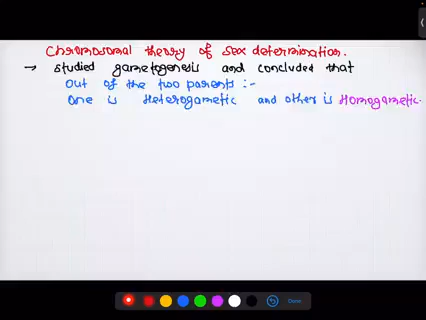 Chromosomal theory of sex determination.
→ studied gametogenesis and concluded that
Out of the two parents :-
One is Heterogametic and other is Homogametic.
Done